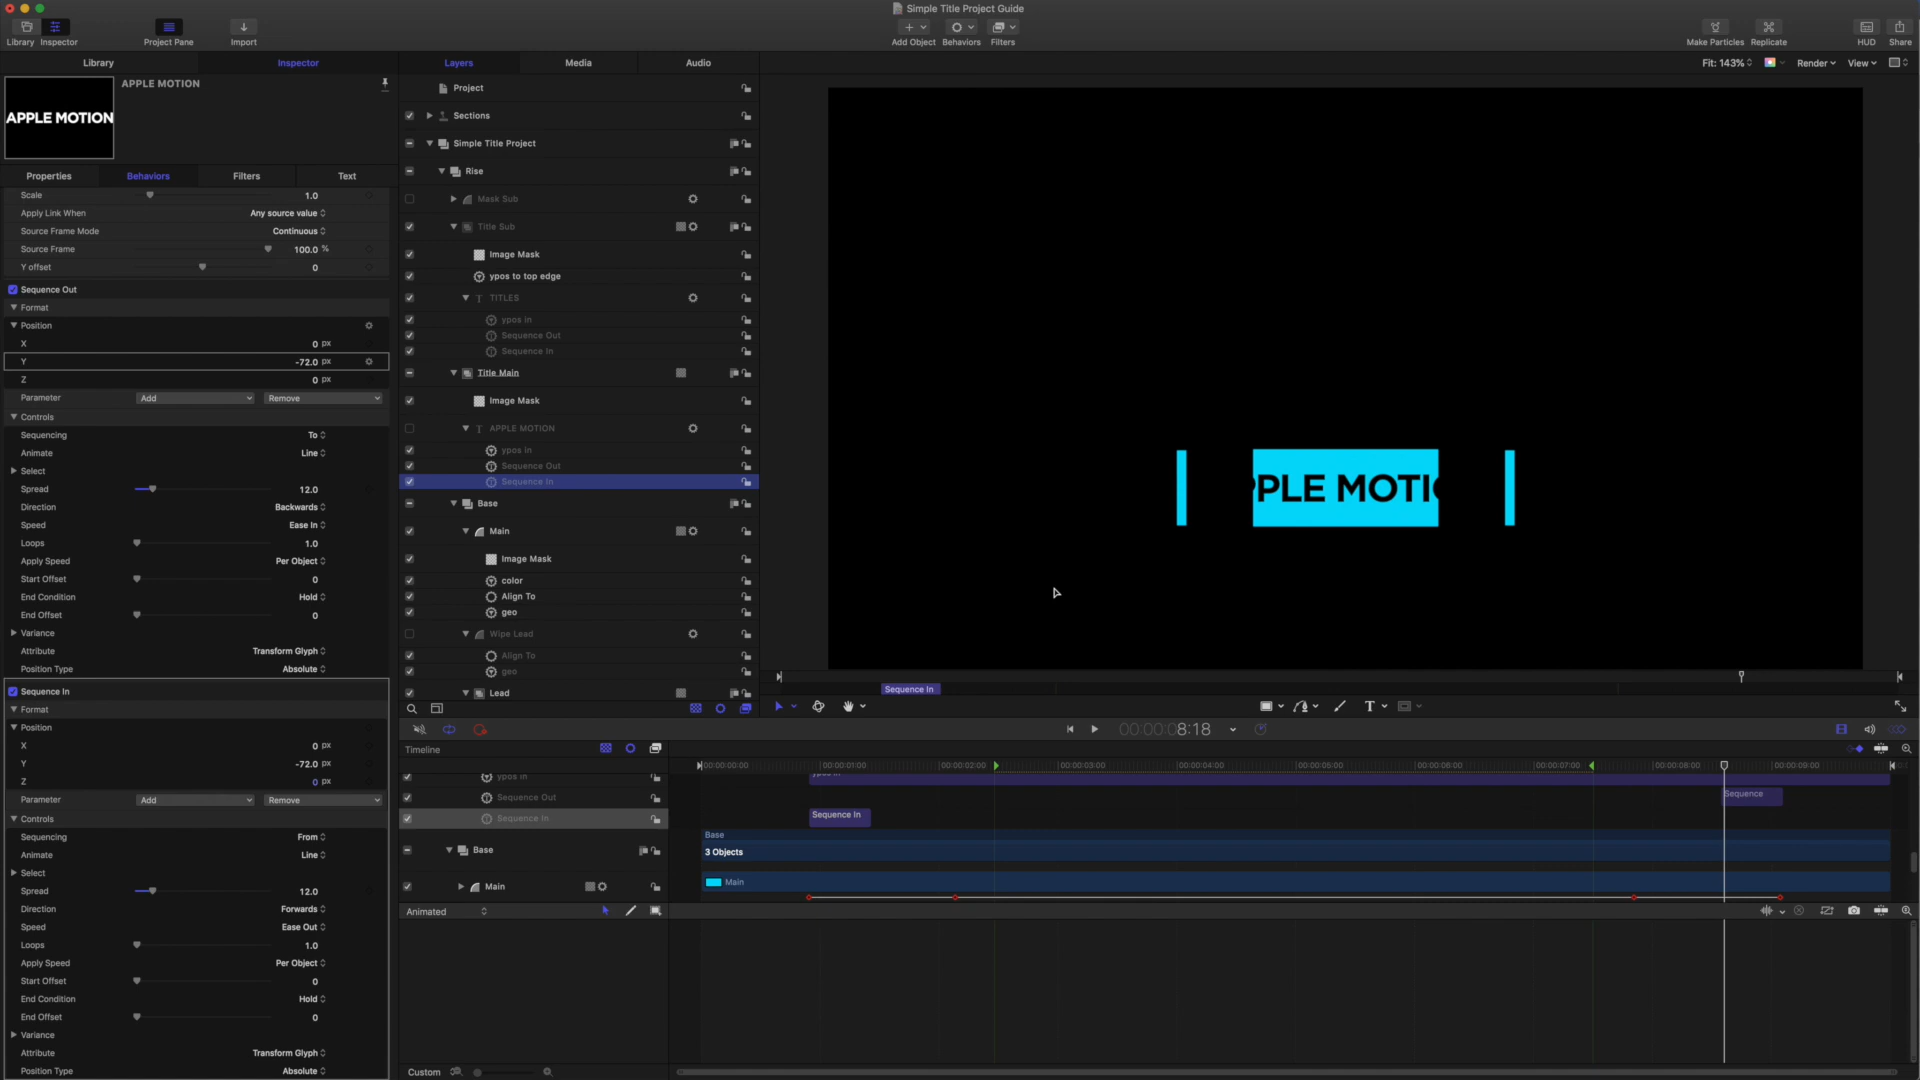 Simple Title Project Guide
Library
Inspector
Project Pane
Import
Add Object
Behaviors
Filters
Make Particles
Replicate
HUD
Share
Library
Inspector
Layers
Media
Audio
Fit: 143%
Render
View
APPLE MOTION
APPLE MOTION
Properties
Behaviors
Filters
Text
Scale 1.0
Apply Link When Any source value
Source Frame Mode Continuous
Source Frame 100.0 %
Y offset 0
Sequence Out
Format
Position
X 0 px
Y -72.0 px
Z 0 px
Parameter Add Remove
Controls
Sequencing To
Animate Line
Select
Spread 12.0
Direction Backwards
Speed Ease In
Loops 1.0
Apply Speed Per Object
Start Offset 0
End Condition Hold
End Offset 0
Variance
Attribute Transform Glyph
Position Type Absolute
Sequence In
Format
Position
X 0 px
Y -72.0 px
Z 0 px
Parameter Add Remove
Controls
Sequencing From
Animate Line
Select
Spread 12.0
Direction Forwards
Speed Ease Out
Loops 1.0
Apply Speed Per Object
Start Offset 0
End Condition Hold
End Offset 0
Variance
Attribute Transform Glyph
Position Type Absolute
Project
Sections
Simple Title Project
Rise
Mask Sub
Title Sub
Image Mask
ypos to top edge
TITLES
ypos in
Sequence Out
Sequence In
Title Main
Image Mask
APPLE MOTION
ypos in
Sequence Out
Sequence In
Base
Main
Image Mask
color
Align To
geo
Wipe Lead
Align To
geo
Lead
PLE MOTI
Sequence In
T
00:00:08:18
Timeline
00:00:00:00
00:00:01:00
00:00:02:00
00:00:03:00
00:00:04:00
00:00:05:00
00:00:06:00
00:00:07:00
00:00:08:00
00:00:09:00
ypos in
ypos in
Sequence Out
Sequence
Sequence In
Sequence In
Base
Base
3 Objects
Main
Main
Animated
Custom